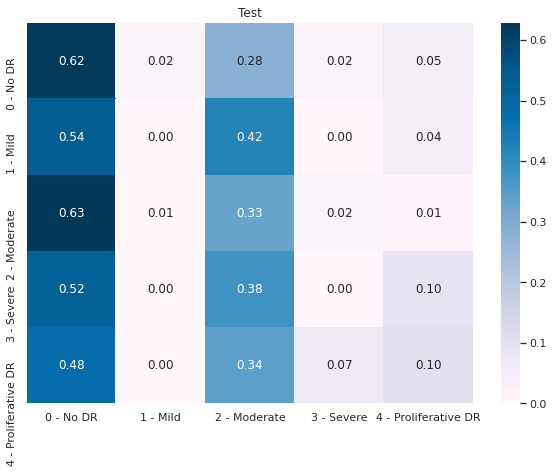 Test
0 - No DR
0.62 0.02 0.28 0.02 0.05
1 - Mild
0.54 0.00 0.42 0.00 0.04
2 - Moderate
0.63 0.01 0.33 0.02 0.01
3 - Severe
0.52 0.00 0.38 0.00 0.10
4 - Proliferative DR
0.48 0.00 0.34 0.07 0.10
0 - No DR 1 - Mild 2 - Moderate 3 - Severe 4 - Proliferative DR
0.6
0.5
0.4
0.3
0.2
0.1
0.0